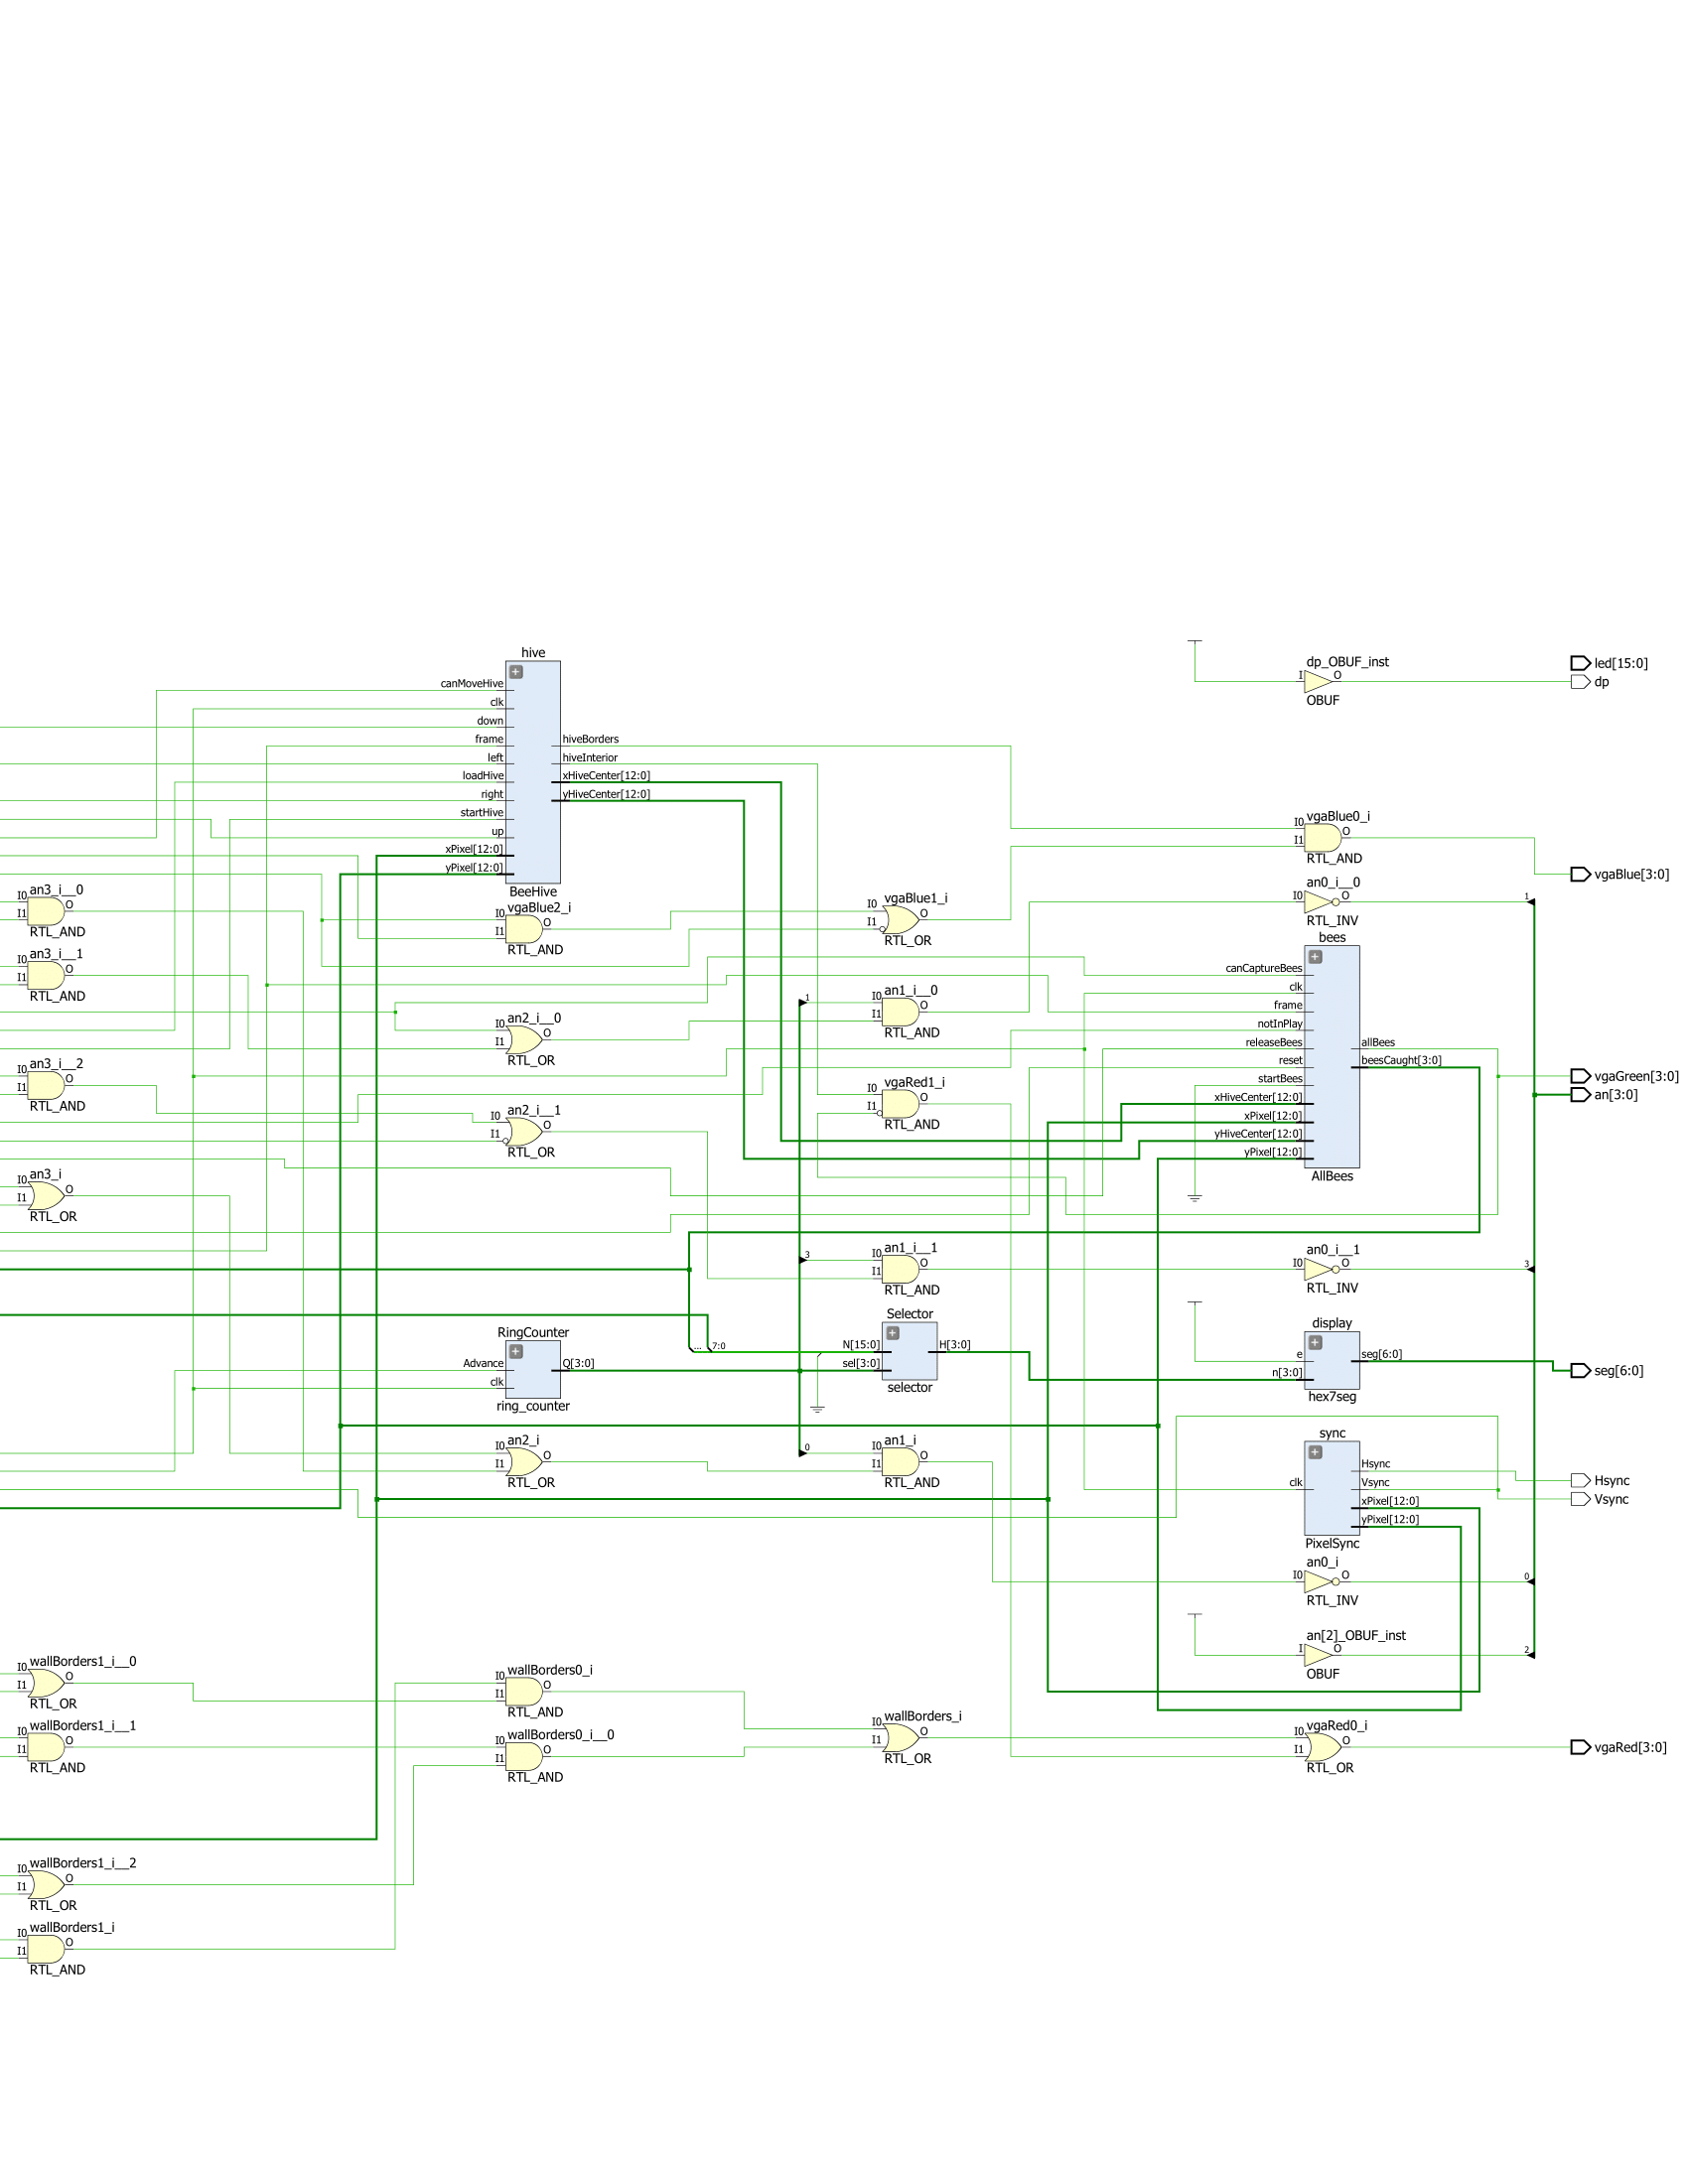 hive
canMoveHive
clk
down
frame
left
loadHive
right
startHive
up
xPixel[12:0]
yPixel[12:0]
hiveBorders
hiveInterior
xHiveCenter[12:0]
yHiveCenter[12:0]
BeeHive
dp_OBUF_inst
I O
OBUF
led[15:0]
dp
vgaBlue0_i
I0 O
I1
RTL_AND
vgaBlue[3:0]
an3_i__0
I0 O
I1
RTL_AND
vgaBlue2_i
I0 O
I1
RTL_AND
vgaBlue1_i
I0 O
I1
RTL_OR
an0_i__0
I0 O
RTL_INV
1
an3_i__1
I0 O
I1
RTL_AND
an2_i__0
I0 O
I1
RTL_OR
1
an1_i__0
I0 O
I1
RTL_AND
bees
canCaptureBees
clk
frame
notInPlay
releaseBees
reset
startBees
xHiveCenter[12:0]
xPixel[12:0]
yHiveCenter[12:0]
yPixel[12:0]
allBees
beesCaught[3:0]
AllBees
vgaGreen[3:0]
an[3:0]
an3_i__2
I0 O
I1
RTL_AND
an2_i__1
I0 O
I1
RTL_OR
vgaRed1_i
I0 O
I1
RTL_AND
an3_i
I0 O
I1
RTL_OR
3
an1_i__1
I0 O
I1
RTL_AND
an0_i__1
I0 O
RTL_INV
3
RingCounter
Advance
clk
Q[3:0]
ring_counter
Selector
... 7:0
N[15:0]
sel[3:0]
H[3:0]
selector
display
e
n[3:0]
seg[6:0]
hex7seg
seg[6:0]
an2_i
I0 O
I1
RTL_OR
0
an1_i
I0 O
I1
RTL_AND
sync
clk
Hsync
Vsync
xPixel[12:0]
yPixel[12:0]
PixelSync
Hsync
Vsync
an0_i
I0 O
RTL_INV
0
an[2]_OBUF_inst
I O
OBUF
2
wallBorders1_i__0
I0 O
I1
RTL_OR
wallBorders0_i
I0 O
I1
RTL_AND
wallBorders1_i__1
I0 O
I1
RTL_AND
wallBorders0_i__0
I0 O
I1
RTL_AND
wallBorders_i
I0 O
I1
RTL_OR
vgaRed0_i
I0 O
I1
RTL_OR
vgaRed[3:0]
wallBorders1_i__2
I0 O
I1
RTL_OR
wallBorders1_i
I0 O
I1
RTL_AND